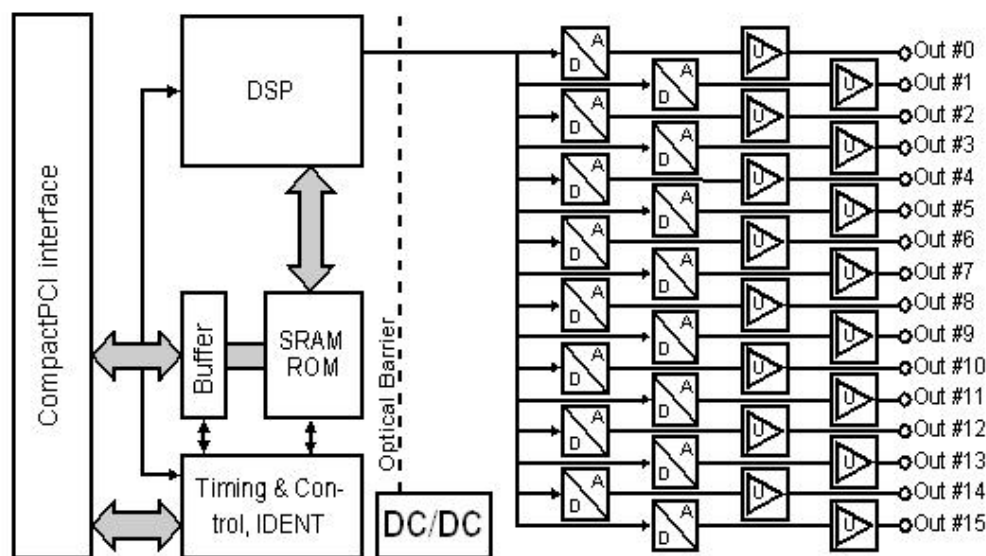 CompactPCI interface
DSP
Buffer
SRAM
ROM
Timing & Con-
trol, IDENT
Optical Barrier
DC/DC
D A U Out #0
D A U Out #1
D A U Out #2
D A U Out #3
D A U Out #4
D A U Out #5
D A U Out #6
D A U Out #7
D A U Out #8
D A U Out #9
D A U Out #10
D A U Out #11
D A U Out #12
D A U Out #13
D A U Out #14
D A U Out #15